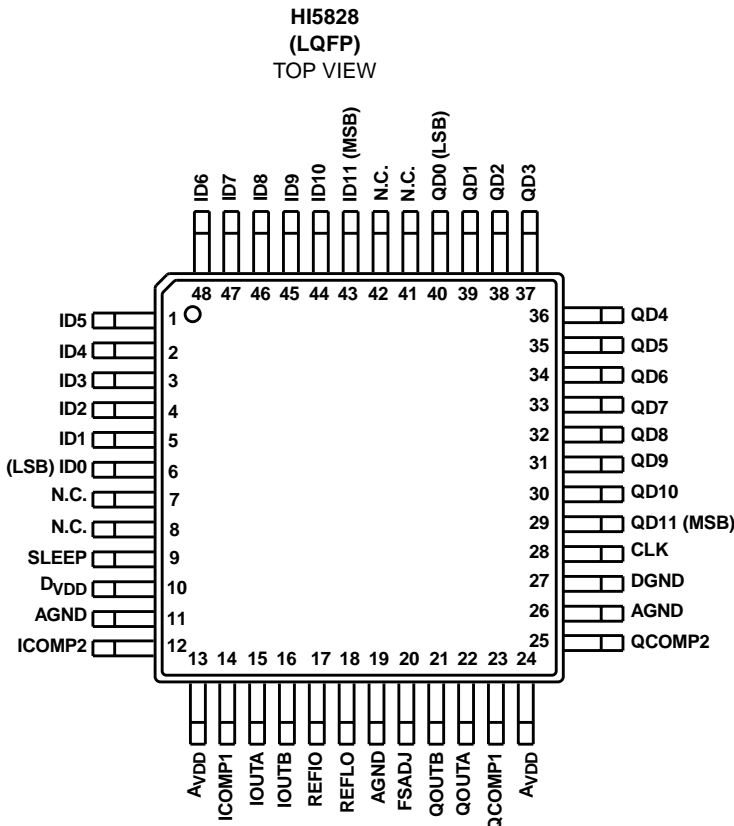 HI5828
(LQFP)
TOP VIEW
ID6
ID7
ID8
ID9
ID10
ID11 (MSB)
N.C.
N.C.
QD0 (LSB)
QD1
QD2
QD3
48 47 46 45 44 43 42 41 40 39 38 37
ID5 1
ID4 2
ID3 3
ID2 4
ID1 5
(LSB) ID0 6
N.C. 7
N.C. 8
SLEEP 9
DVDD 10
AGND 11
ICOMP2 12
36 QD4
35 QD5
34 QD6
33 QD7
32 QD8
31 QD9
30 QD10
29 QD11 (MSB)
28 CLK
27 DGND
26 AGND
25 QCOMP2
13 14 15 16 17 18 19 20 21 22 23 24
AVDD
ICOMP1
IOUTA
IOUTB
REFIO
REFLO
AGND
FSADJ
QOUTB
QOUTA
QCOMP1
AVDD